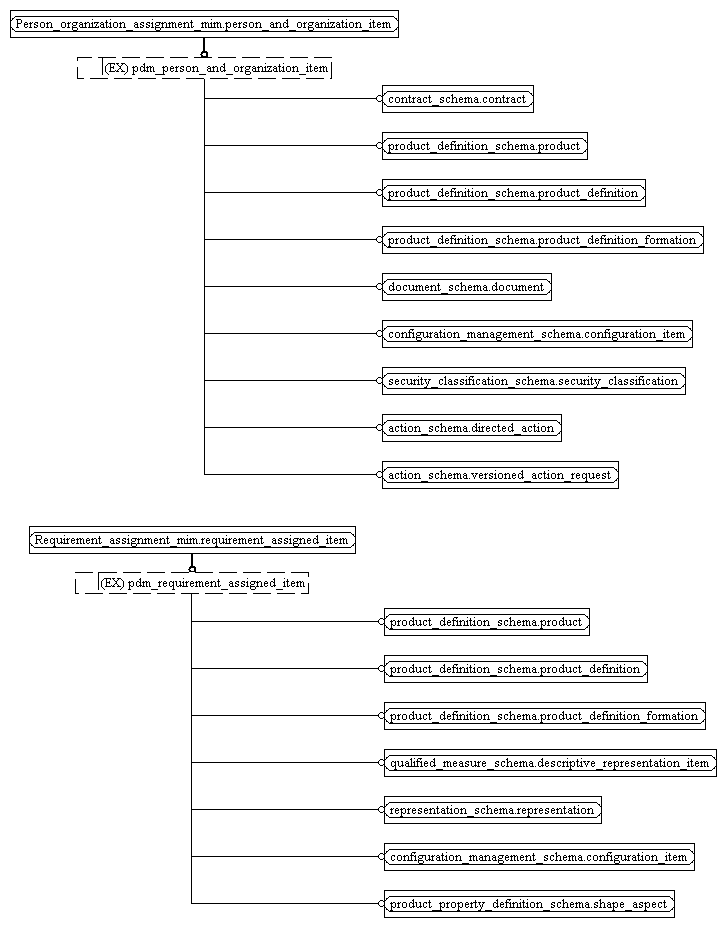 Person_organization_assignment_mim.person_and_organization_item
(EX) pdm_person_and_organization_item
contract_schema.contract
product_definition_schema.product
product_definition_schema.product_definition
product_definition_schema.product_definition_formation
document_schema.document
configuration_management_schema.configuration_item
security_classification_schema.security_classification
action_schema.directed_action
action_schema.versioned_action_request
Requirement_assignment_mim.requirement_assigned_item
(EX) pdm_requirement_assigned_item
product_definition_schema.product
product_definition_schema.product_definition
product_definition_schema.product_definition_formation
qualified_measure_schema.descriptive_representation_item
representation_schema.representation
configuration_management_schema.configuration_item
product_property_definition_schema.shape_aspect